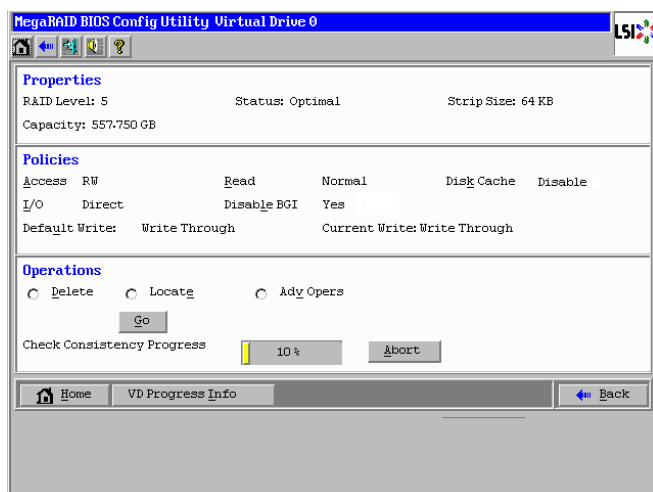 MegaRAID BIOS Config Utility Virtual Drive 0
LSI
Properties
RAID Level: 5 Status: Optimal Strip Size: 64 KB
Capacity: 557.750 GB
Policies
Access RW Read Normal Disk Cache Disable
I/O Direct Disable BGI Yes
Default Write: Write Through Current Write: Write Through
Operations
Delete Locate Adv Opers
Go
Check Consistency Progress 10 % Abort
Home VD Progress Info Back